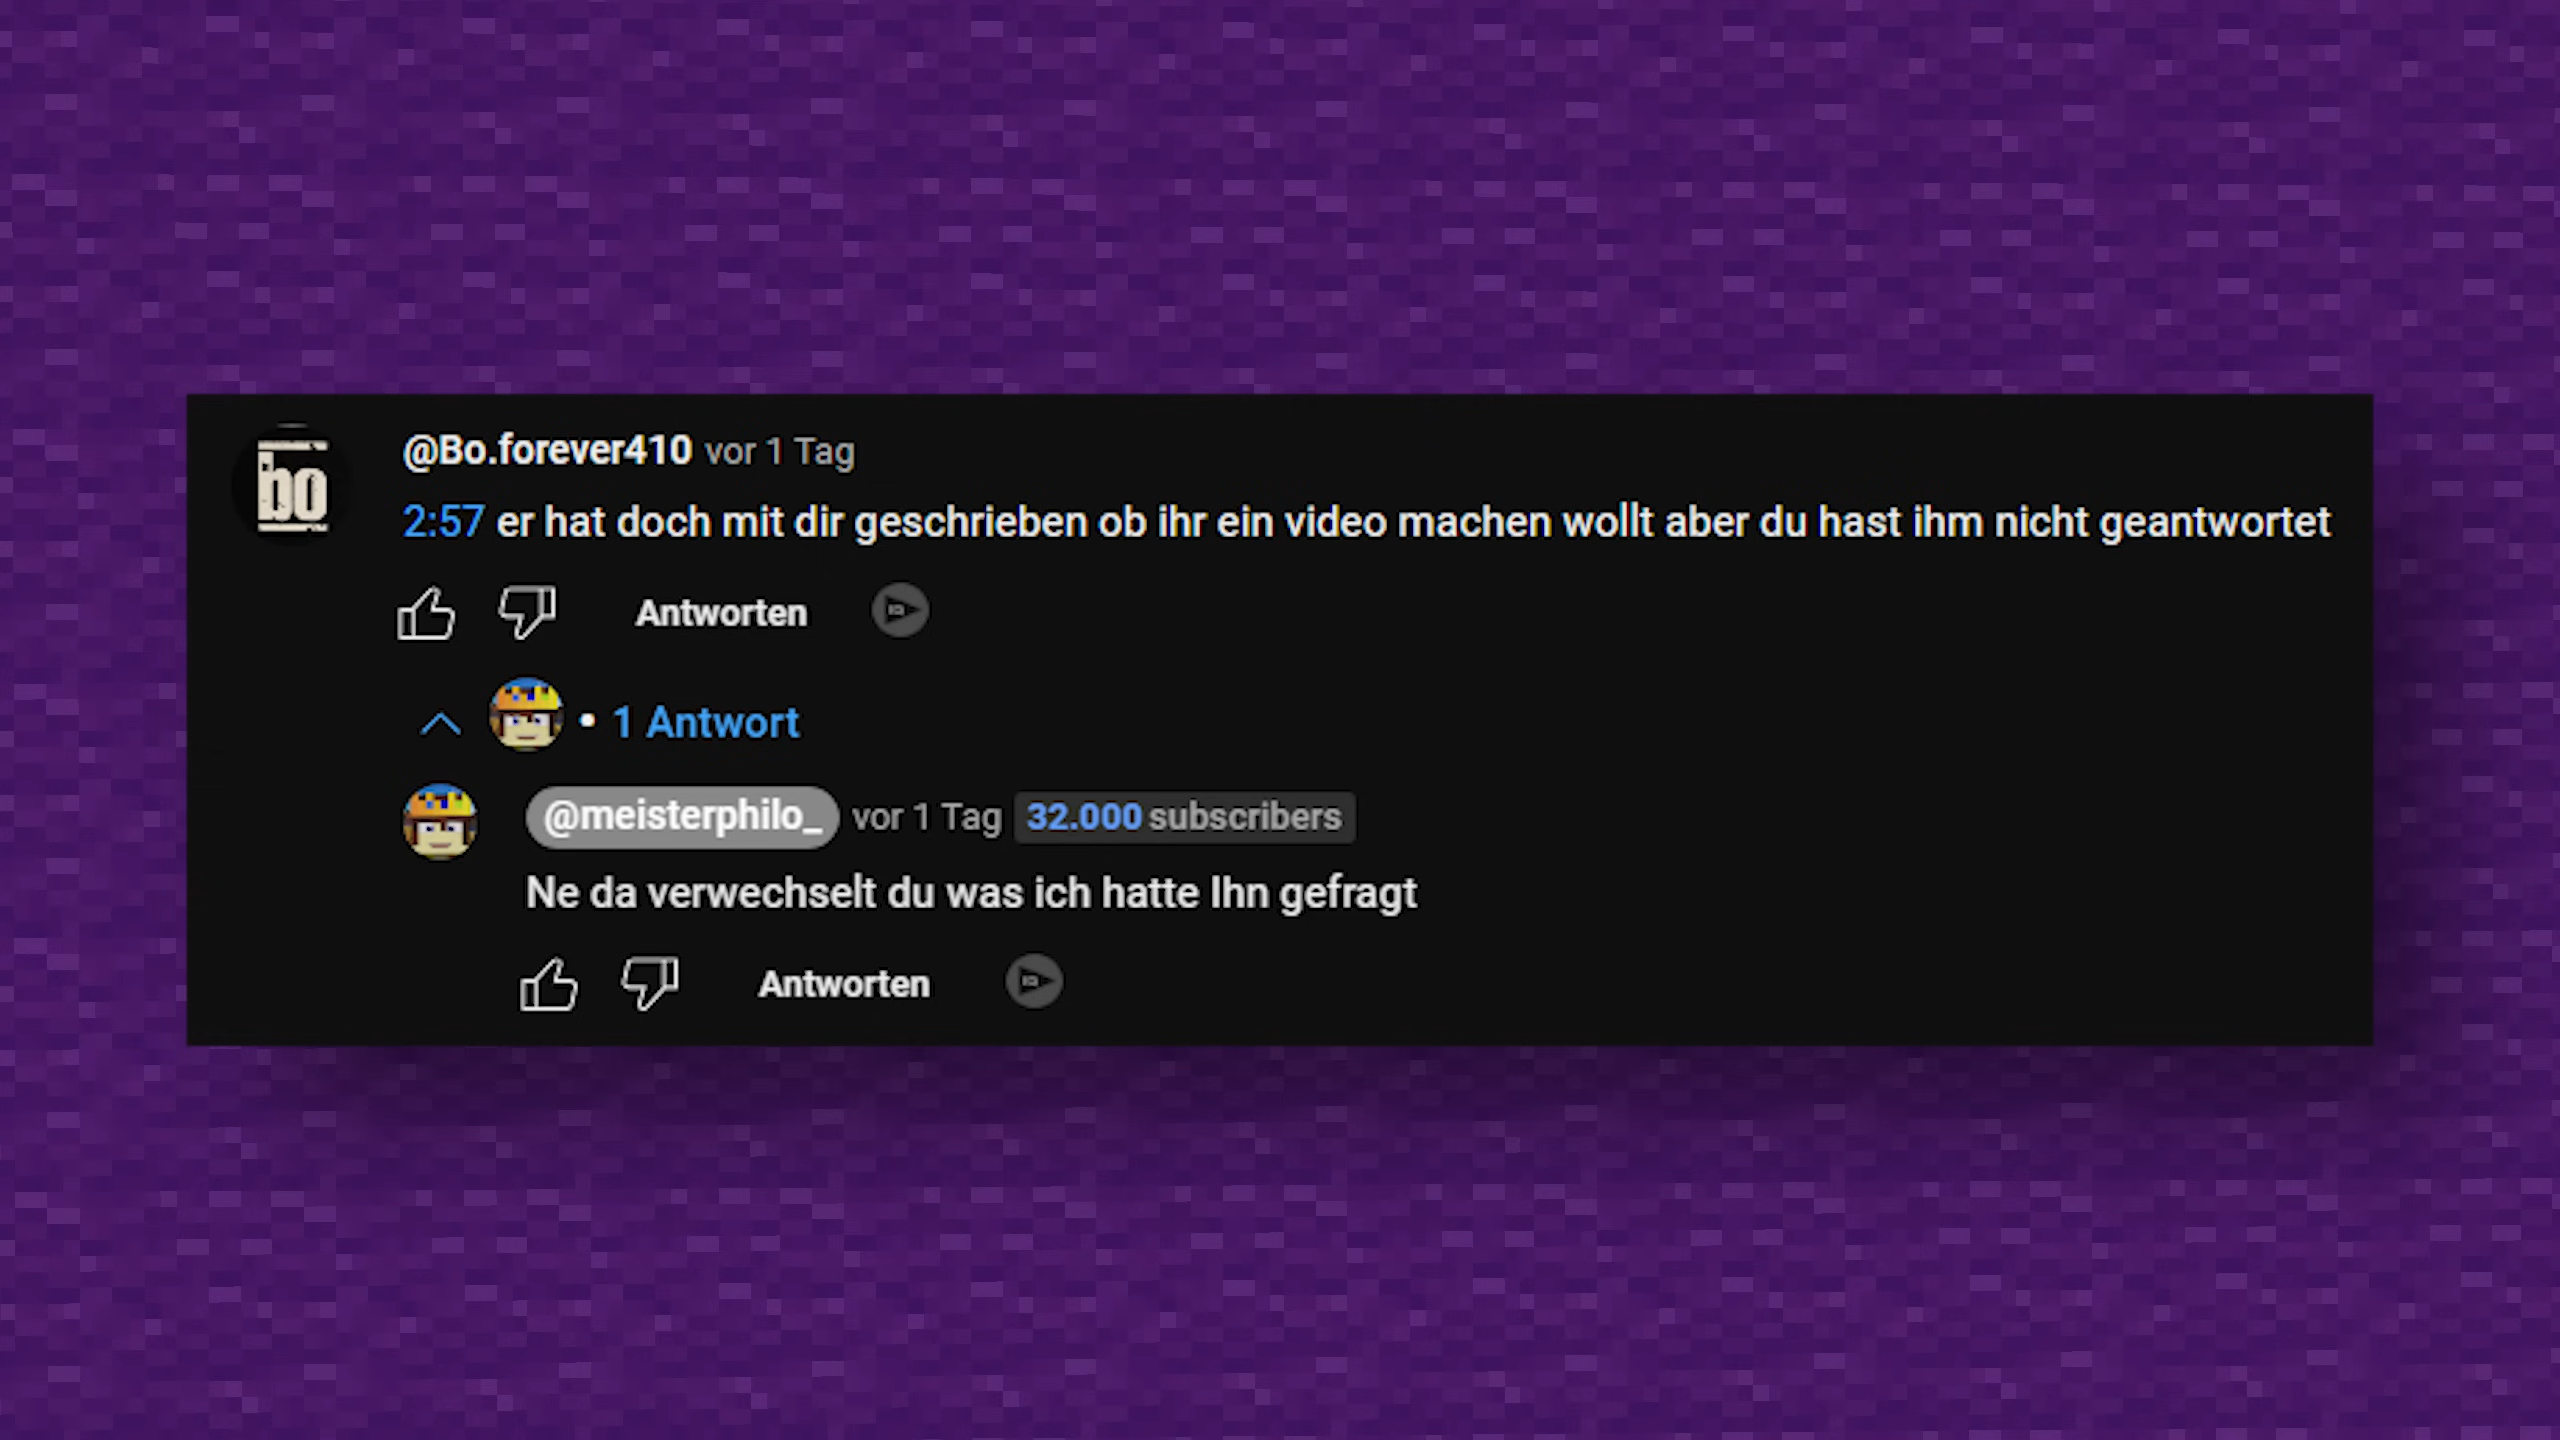 bo
@Bo.forever410 vor 1 Tag
2:57 er hat doch mit dir geschrieben ob ihr ein video machen wollt aber du hast ihm nicht geantwortet
Antworten
• 1 Antwort
@meisterphilo_ vor 1 Tag 32.000 subscribers
Ne da verwechselt du was ich hatte Ihn gefragt
Antworten